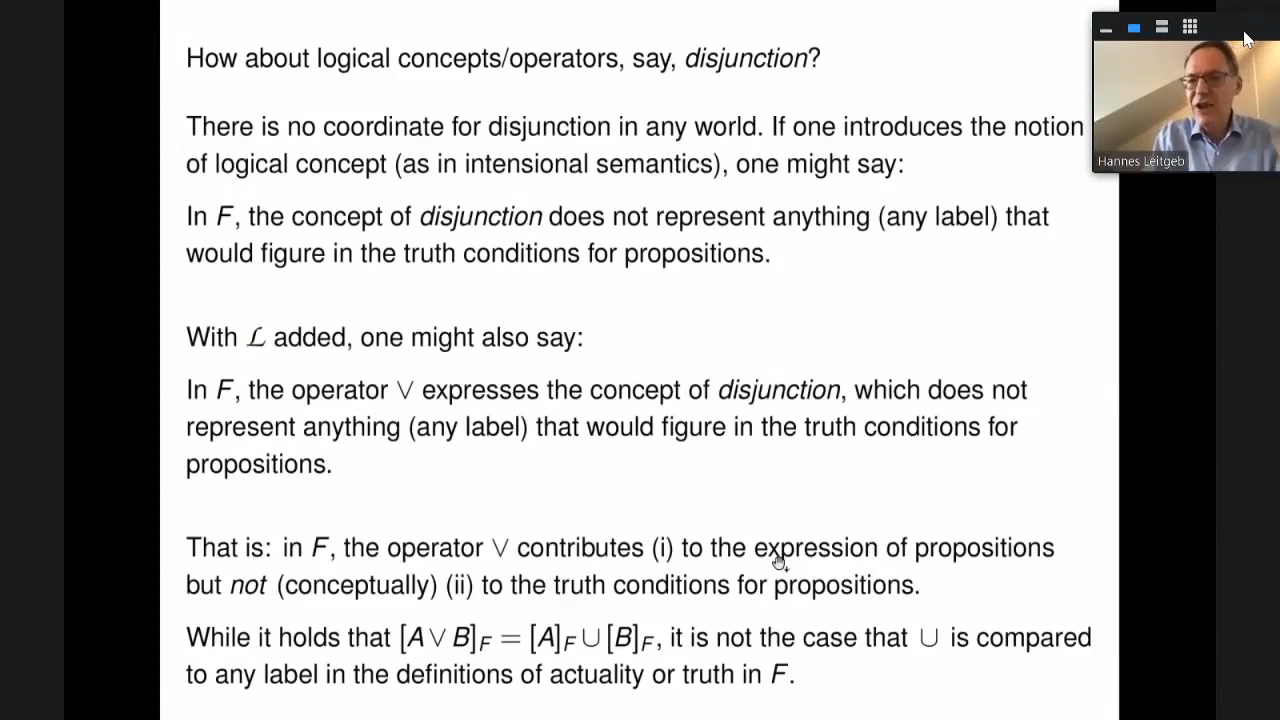 How about logical concepts/operators, say, disjunction?
There is no coordinate for disjunction in any world. If one introduces the notion
of logical concept (as in intensional semantics), one might say:
In F, the concept of disjunction does not represent anything (any label) that
would figure in the truth conditions for propositions.
With ℒ added, one might also say:
In F, the operator ∨ expresses the concept of disjunction, which does not
represent anything (any label) that would figure in the truth conditions for
propositions.
That is: in F, the operator ∨ contributes (i) to the expression of propositions
but not (conceptually) (ii) to the truth conditions for propositions.
While it holds that [A ∨ B]F = [A]F ∪ [B]F, it is not the case that ∪ is compared
to any label in the definitions of actuality or truth in F.
Hannes Leitgeb